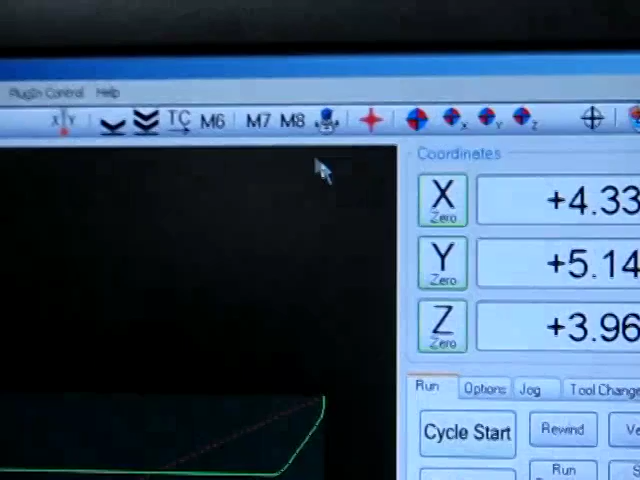 PlugIn Control Help
X Y TC M6 M7 M8 X Y Z
Coordinates
X Zero +4.33
Y Zero +5.14
Z Zero +3.96
Run Options Jog Tool Change
Cycle Start Rewind
Run